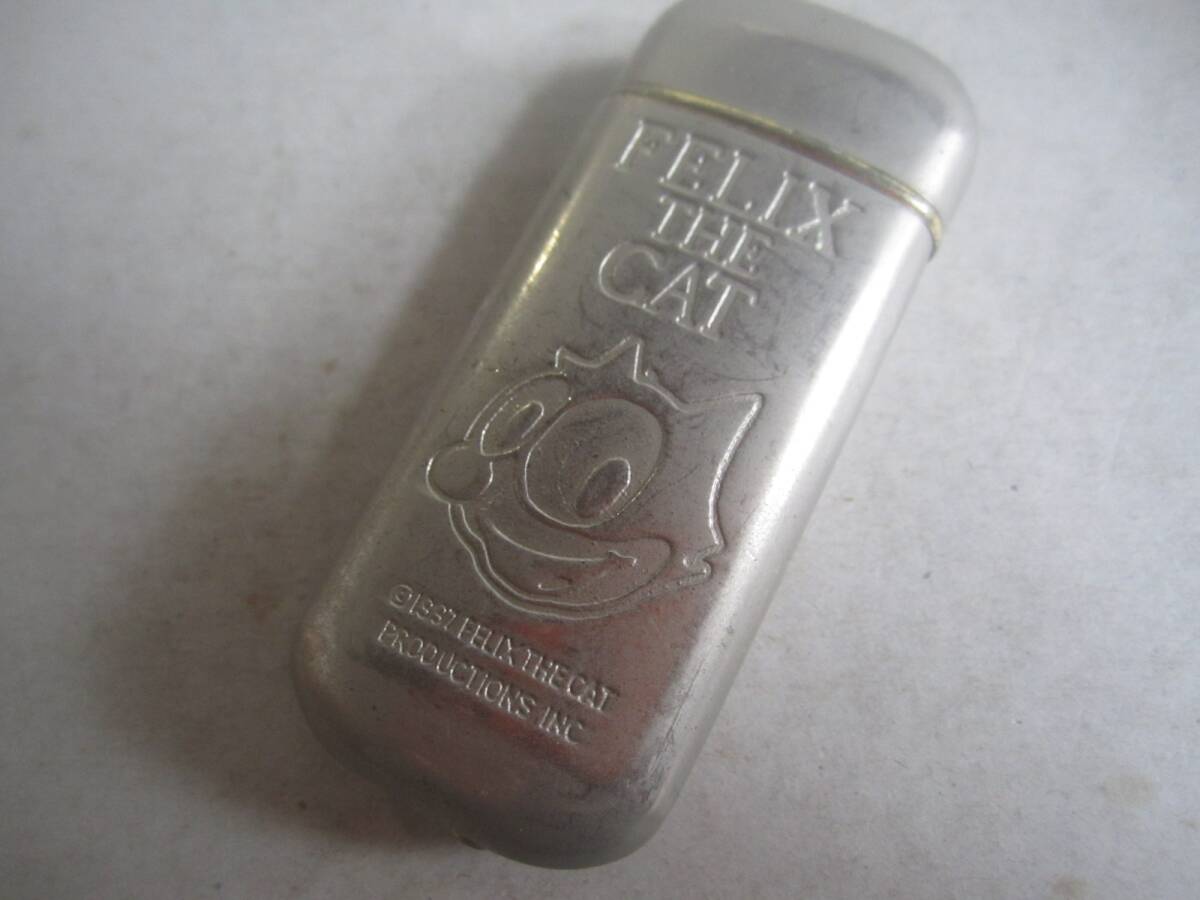 FELIX
THE
CAT
©1997 FELIX THE CAT
PRODUCTIONS INC